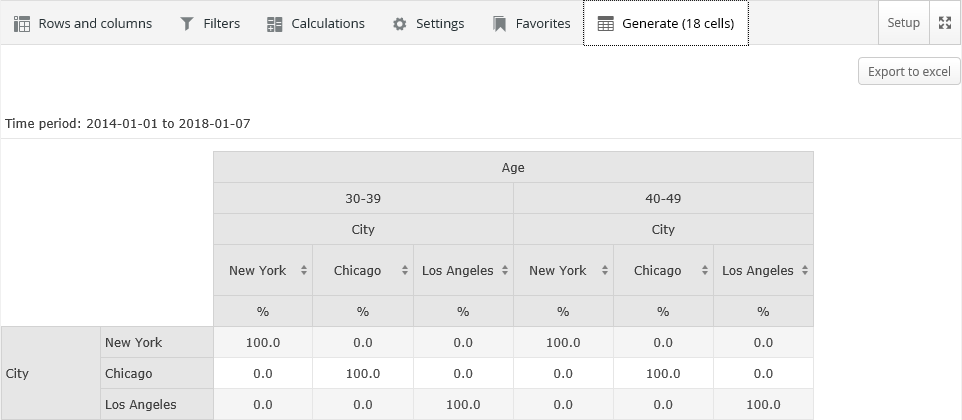 Rows and columns Filters Calculations Settings Favorites Generate (18 cells) Setup
Export to excel
Time period: 2014-01-01 to 2018-01-07
Age
30-39 40-49
City City
New York Chicago Los Angeles New York Chicago Los Angeles
% % % % % %
New York 100.0 0.0 0.0 100.0 0.0 0.0
City Chicago 0.0 100.0 0.0 0.0 100.0 0.0
Los Angeles 0.0 0.0 100.0 0.0 0.0 100.0